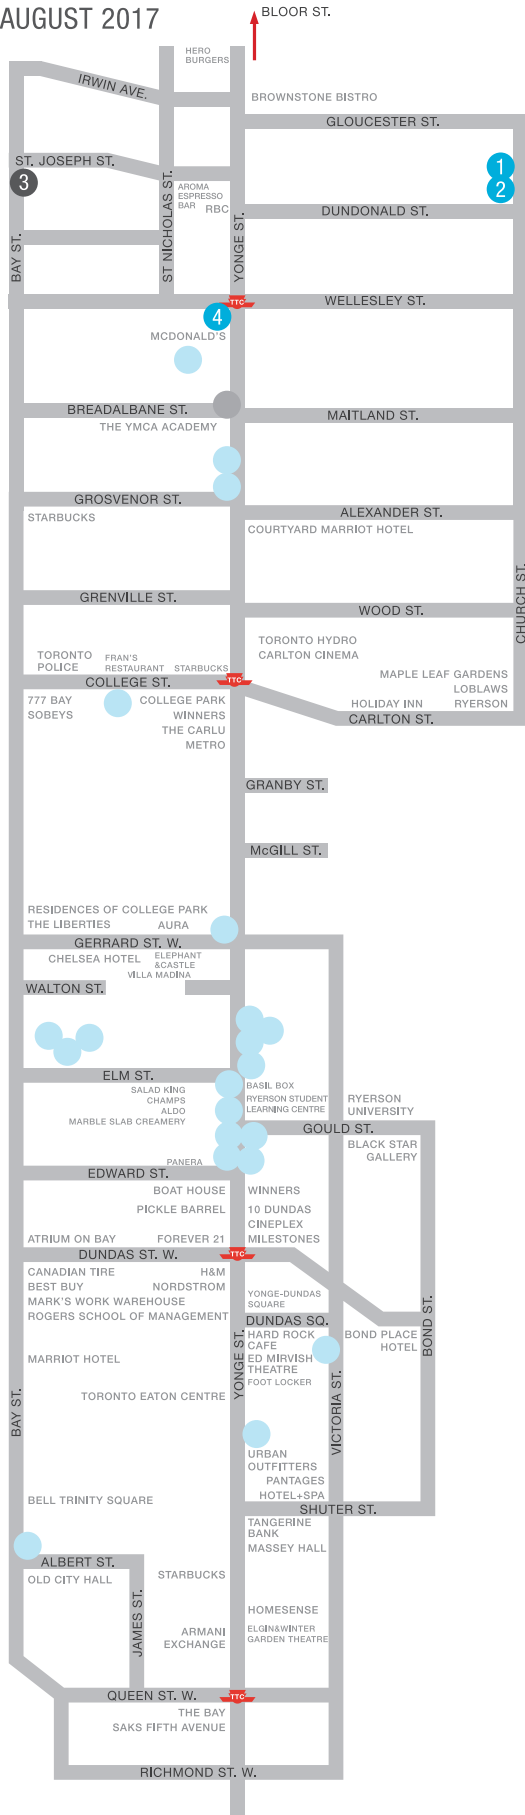 AUGUST 2017
BLOOR ST.
HERO
BURGERS
IRWIN AVE.
BROWNSTONE BISTRO
GLOUCESTER ST.
ST. JOSEPH ST.
1
2
3
AROMA
ESPRESSO
BAR
RBC
ST NICHOLAS ST.
YONGE ST.
BAY ST.
DUNDONALD ST.
TTC
WELLESLEY ST.
4
MCDONALD'S
BREADALBANE ST.
MAITLAND ST.
THE YMCA ACADEMY
GROSVENOR ST.
ALEXANDER ST.
STARBUCKS
COURTYARD MARRIOT HOTEL
CHURCH ST.
GRENVILLE ST.
WOOD ST.
TORONTO HYDRO
CARLTON CINEMA
TORONTO
POLICE
FRAN'S
RESTAURANT
STARBUCKS
COLLEGE ST.
TTC
MAPLE LEAF GARDENS
LOBLAWS
HOLIDAY INN
RYERSON
CARLTON ST.
777 BAY
SOBEYS
COLLEGE PARK
WINNERS
THE CARLU
METRO
GRANBY ST.
McGILL ST.
RESIDENCES OF COLLEGE PARK
THE LIBERTIES
AURA
GERRARD ST. W.
CHELSEA HOTEL
ELEPHANT
&CASTLE
VILLA MADINA
WALTON ST.
ELM ST.
SALAD KING
CHAMPS
ALDO
MARBLE SLAB CREAMERY
BASIL BOX
RYERSON STUDENT
LEARNING CENTRE
RYERSON
UNIVERSITY
GOULD ST.
BLACK STAR
GALLERY
PANERA
EDWARD ST.
BOAT HOUSE
WINNERS
PICKLE BARREL
10 DUNDAS
CINEPLEX
ATRIUM ON BAY
FOREVER 21
MILESTONES
DUNDAS ST. W.
TTC
CANADIAN TIRE
H&M
BEST BUY
NORDSTROM
MARK'S WORK WAREHOUSE
ROGERS SCHOOL OF MANAGEMENT
YONGE-DUNDAS
SQUARE
DUNDAS SQ.
HARD ROCK
CAFE
ED MIRVISH
THEATRE
FOOT LOCKER
BOND PLACE
HOTEL
BOND ST.
MARRIOT HOTEL
TORONTO EATON CENTRE
YONGE ST.
VICTORIA ST.
BAY ST.
URBAN
OUTFITTERS
PANTAGES
HOTEL+SPA
BELL TRINITY SQUARE
SHUTER ST.
TANGERINE
BANK
MASSEY HALL
ALBERT ST.
OLD CITY HALL
STARBUCKS
JAMES ST.
HOMESENSE
ARMANI
EXCHANGE
ELGIN&WINTER
GARDEN THEATRE
QUEEN ST. W.
TTC
THE BAY
SAKS FIFTH AVENUE
RICHMOND ST. W.